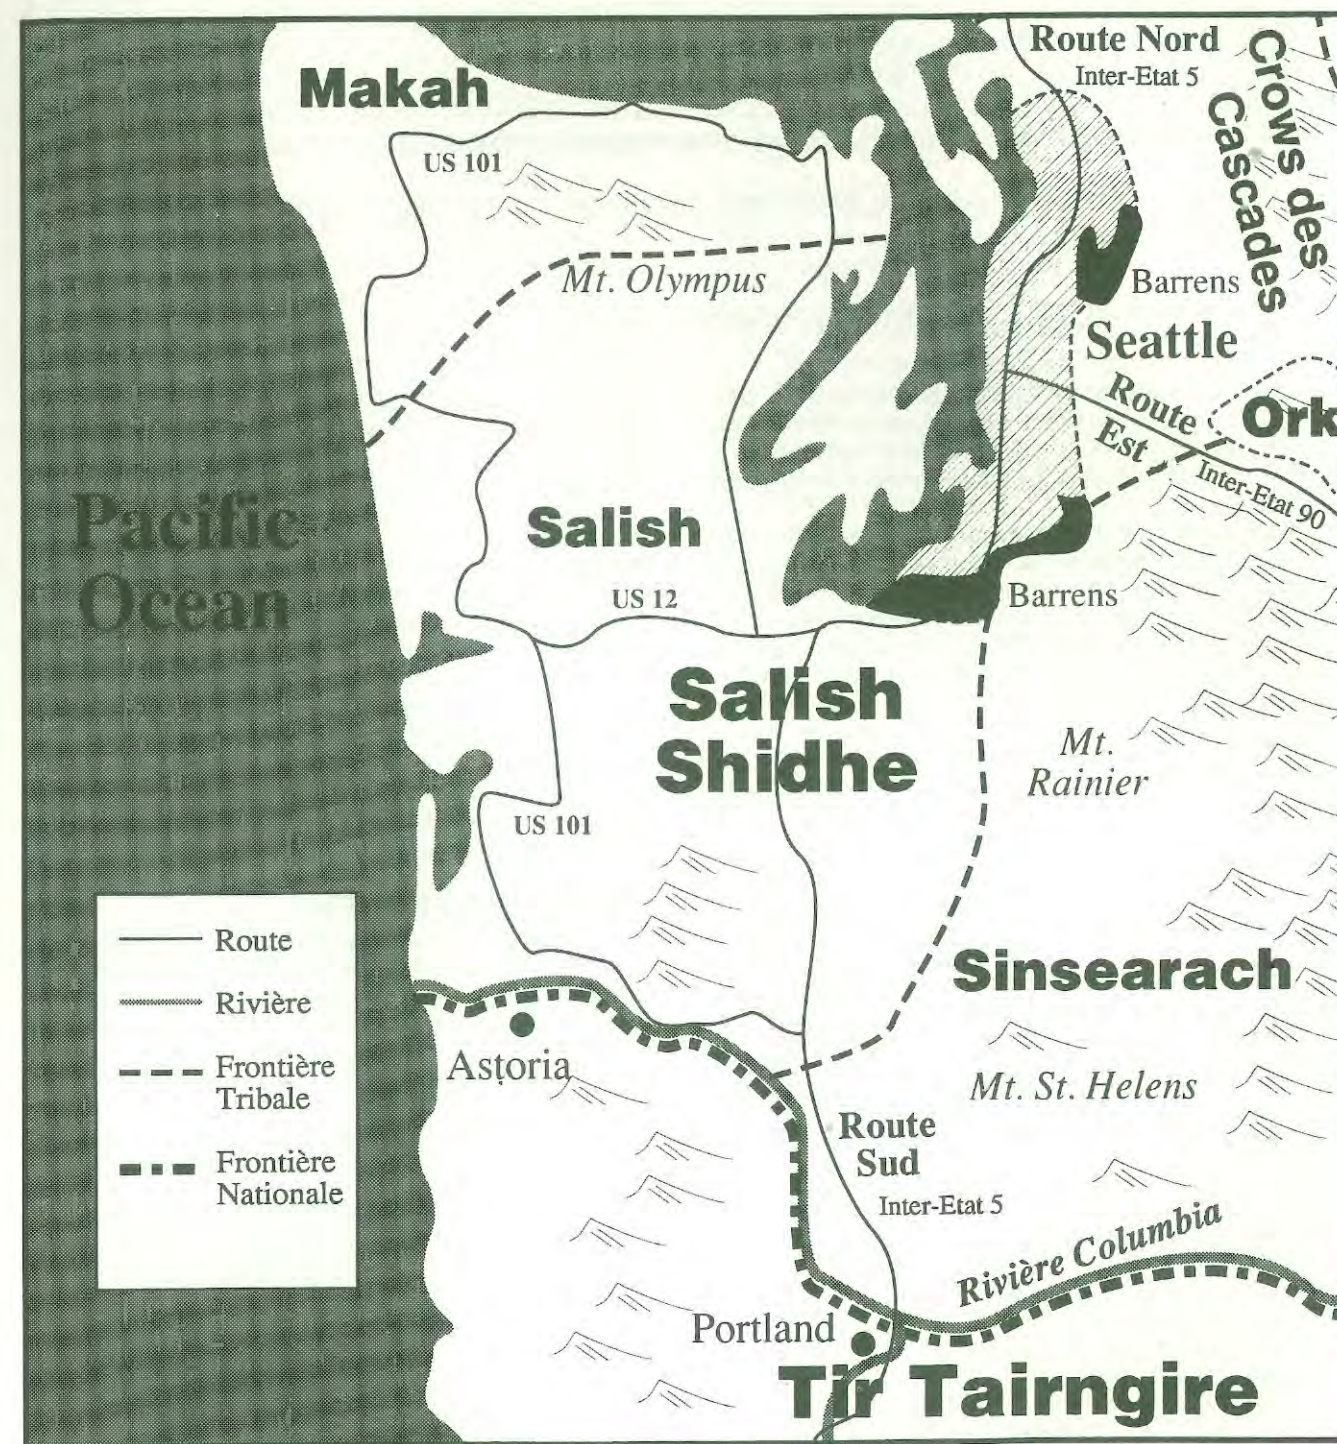 Route Nord
Inter-Etat 5
Crows des
Cascades
Makah
US 101
Mt. Olympus
Barrens
Seattle
Route
Est
Ork
Inter-Etat 90
Pacific
Ocean
Salish
US 12
Barrens
Salish
Shidhe
Mt.
Rainier
US 101
Route
Rivière
Frontière
Tribale
Frontière
Nationale
Sinsearach
Astoria
Mt. St. Helens
Route
Sud
Inter-Etat 5
Rivière Columbia
Portland
Tir Tairngire